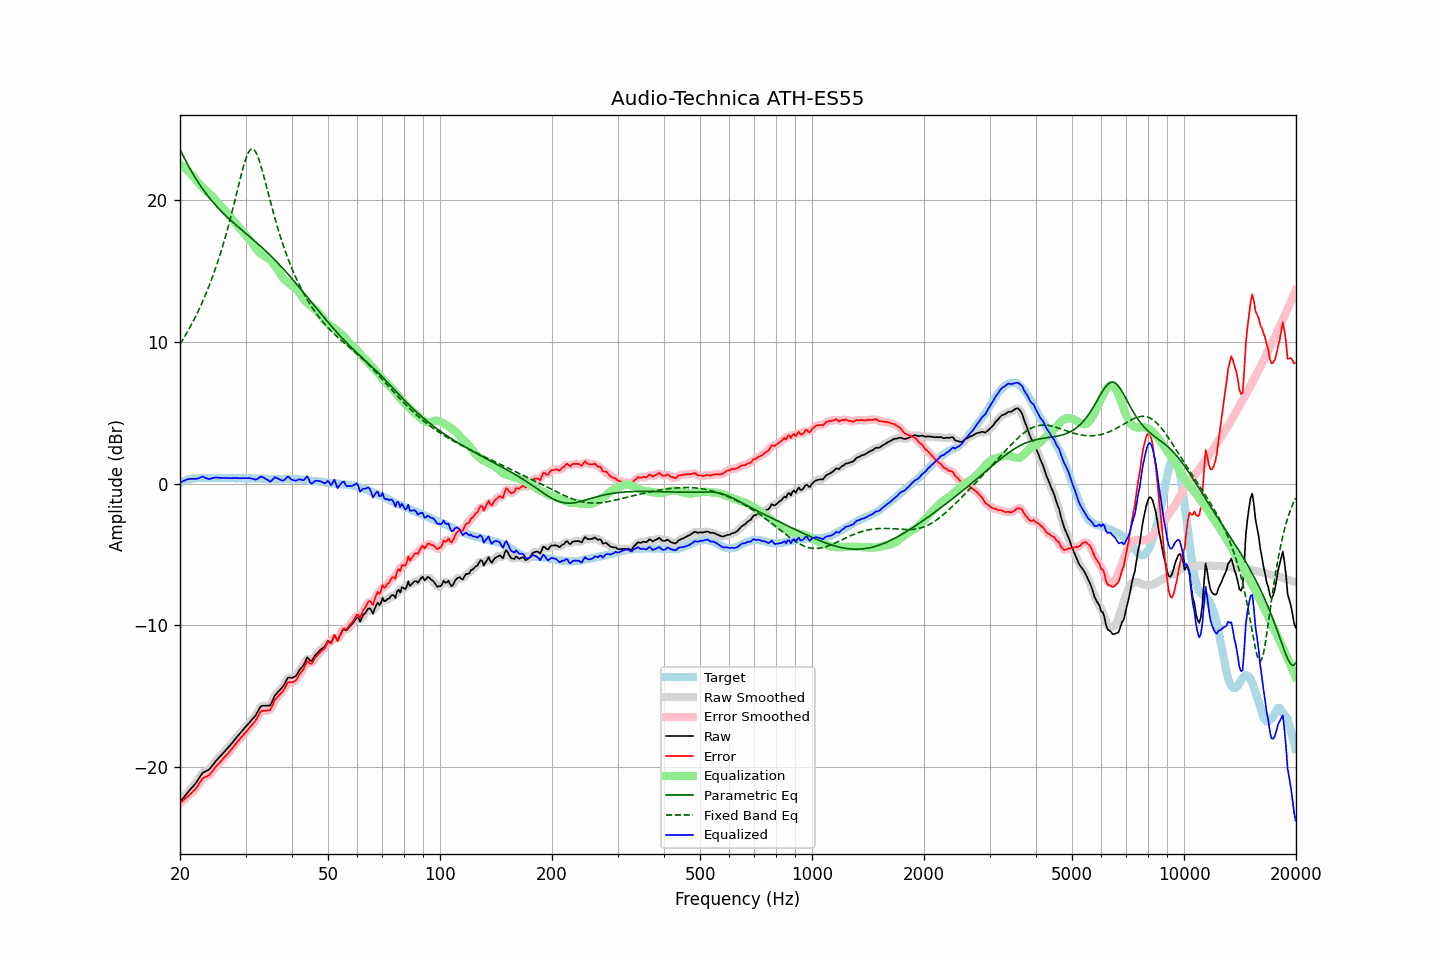 Audio-Technica ATH-ES55
Amplitude (dBr)
20
10
0
−10
−20
Target
Raw Smoothed
Error Smoothed
Raw
Error
Equalization
Parametric Eq
Fixed Band Eq
Equalized
20 50 100 200 500 1000 2000 5000 10000 20000
Frequency (Hz)